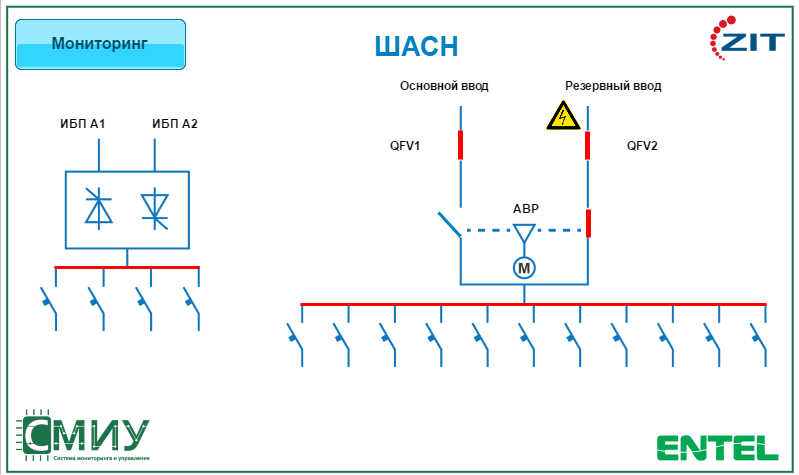 Мониторинг
ШАСН
ZIT
Основной ввод
Резервный ввод
ИБП А1
ИБП А2
QFV1
QFV2
АВР
М
СМИУ
Система мониторинга и управления
ENTEL